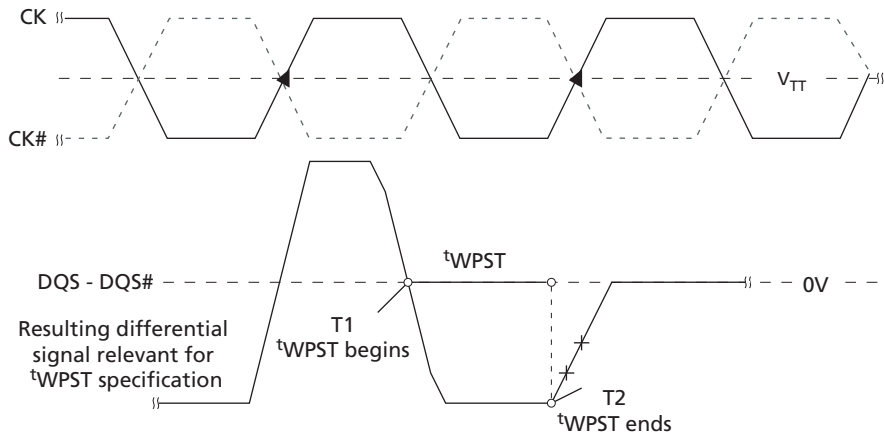 CK
V_TT
CK#
tWPST
DQS - DQS#
0V
T1
tWPST begins
Resulting differential
signal relevant for
tWPST specification
T2
tWPST ends